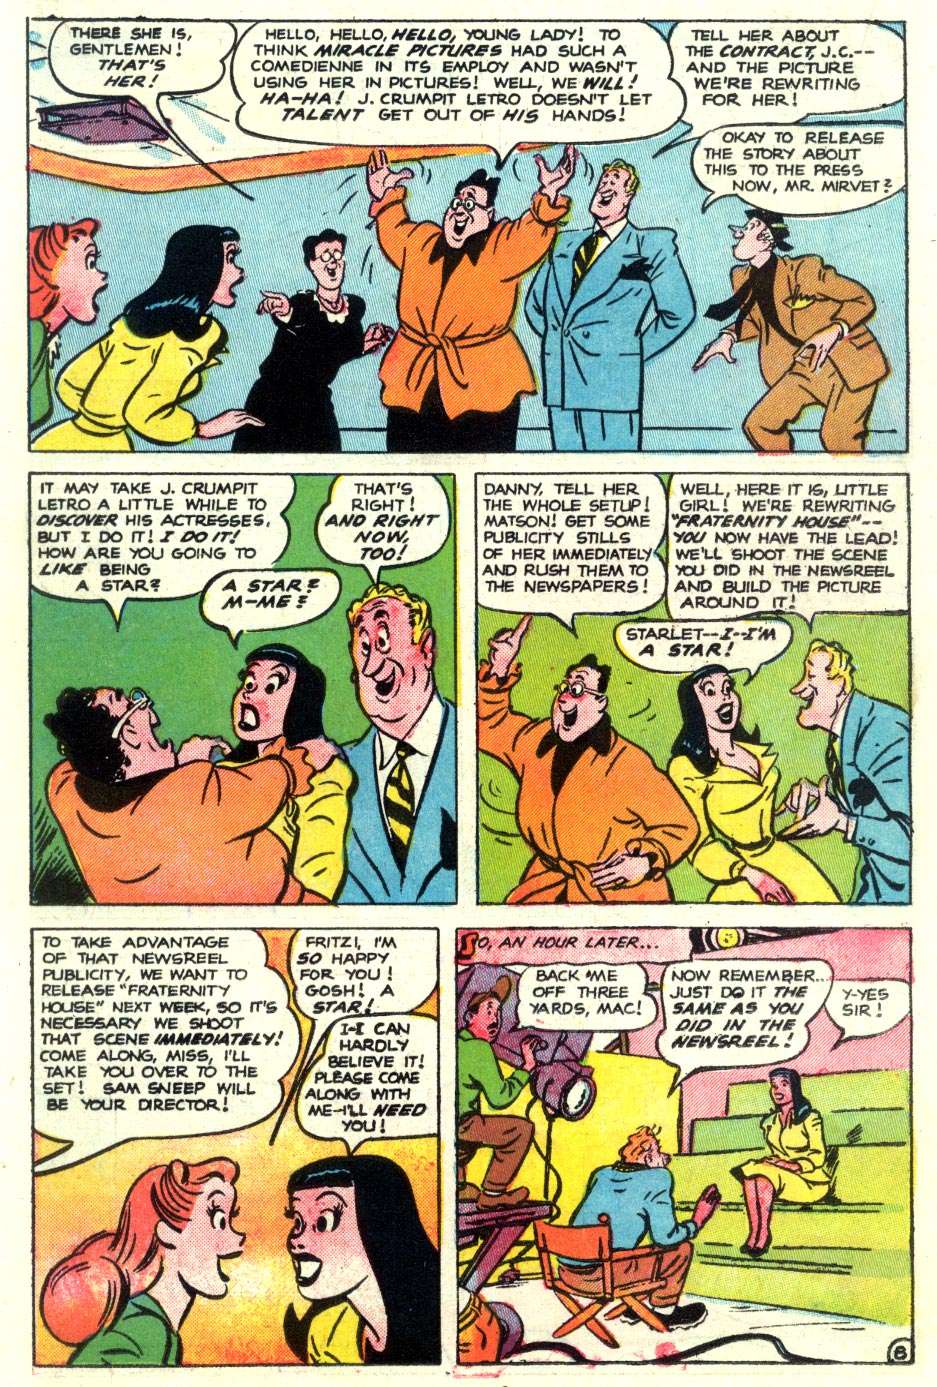 THERE SHE IS,
GENTLEMEN!
THAT'S
HER!
HELLO, HELLO, HELLO, YOUNG LADY! TO
THINK MIRACLE PICTURES HAD SUCH A
COMEDIENNE IN ITS EMPLOY AND WASN'T
USING HER IN PICTURES! WELL, WE WILL!
HA-HA! J. CRUMPIT LETRO DOESN'T LET
TALENT GET OUT OF HIS HANDS!
TELL HER ABOUT
THE CONTRACT, J.C.--
AND THE PICTURE
WE'RE REWRITING
FOR HER!
OKAY TO RELEASE
THE STORY ABOUT
THIS TO THE PRESS
NOW, MR. MIRVET?
IT MAY TAKE J. CRUMPIT
LETRO A LITTLE WHILE TO
DISCOVER HIS ACTRESSES,
BUT I DO IT! I DO IT!
HOW ARE YOU GOING TO
LIKE BEING
A STAR?
A STAR?
M-ME?
THAT'S
RIGHT!
AND RIGHT
NOW,
TOO!
DANNY, TELL HER
THE WHOLE SETUP!
MATSON! GET SOME
PUBLICITY STILLS
OF HER IMMEDIATELY
AND RUSH THEM TO
THE NEWSPAPERS!
WELL, HERE IT IS, LITTLE
GIRL! WE'RE REWRITING
"FRATERNITY HOUSE"--
YOU NOW HAVE THE LEAD!
WE'LL SHOOT THE SCENE
YOU DID IN THE NEWSREEL
AND BUILD THE PICTURE
AROUND IT!
STARLET--I--I'M
A STAR!
TO TAKE ADVANTAGE
OF THAT NEWSREEL
PUBLICITY, WE WANT TO
RELEASE "FRATERNITY
HOUSE" NEXT WEEK, SO IT'S
NECESSARY WE SHOOT
THAT SCENE IMMEDIATELY!
COME ALONG, MISS, I'LL
TAKE YOU OVER TO THE
SET! SAM SNEEP WILL
BE YOUR DIRECTOR!
FRITZI, I'M
SO HAPPY
FOR YOU!
GOSH! A
STAR!
I-I CAN
HARDLY
BELIEVE IT!
PLEASE COME
ALONG WITH
ME--I'LL NEED
YOU!
SO, AN HOUR LATER...
BACK ME
OFF THREE
YARDS, MAC!
NOW REMEMBER...
JUST DO IT THE
SAME AS YOU
DID IN THE
NEWSREEL!
Y-YES
SIR!
8